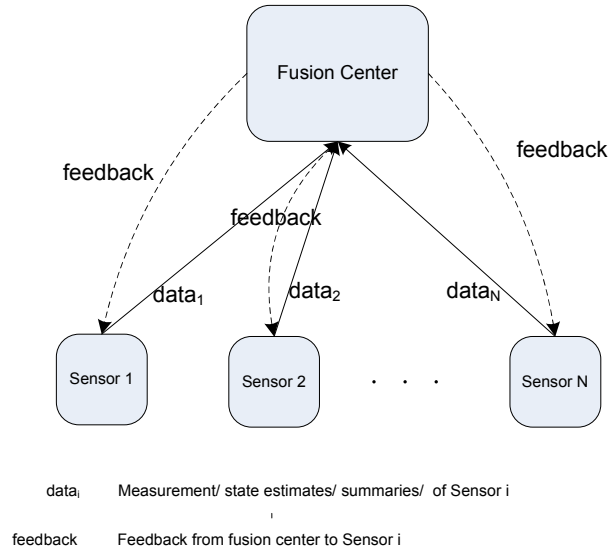 Fusion Center
feedback
feedback
feedback
data₁
data₂
data_N
Sensor 1
Sensor 2
. . .
Sensor N
dataᵢ Measurement/ state estimates/ summaries/ of Sensor i
feedback Feedback from fusion center to Sensor i